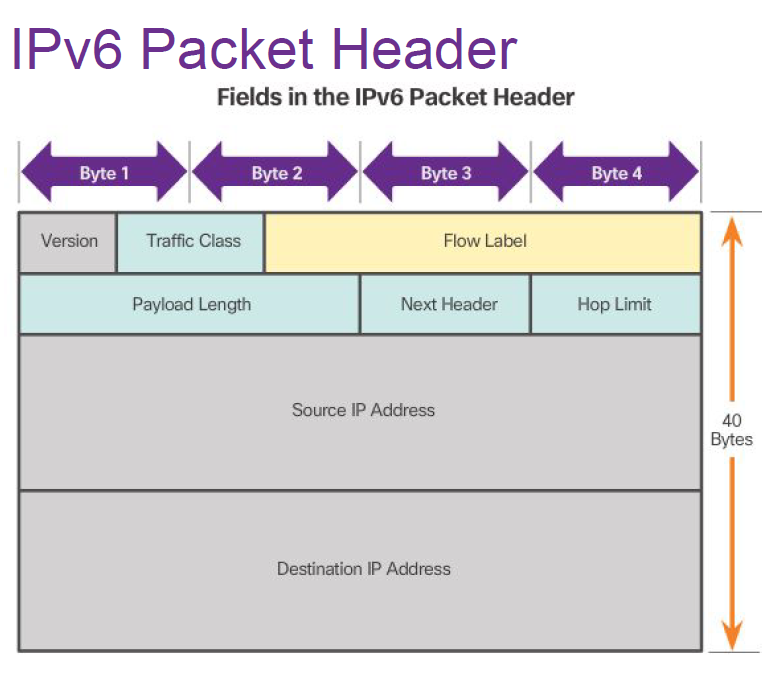 IPv6 Packet Header
Fields in the IPv6 Packet Header
Byte 1 Byte 2 Byte 3 Byte 4
Version Traffic Class Flow Label
Payload Length Next Header Hop Limit
Source IP Address
40
Bytes
Destination IP Address